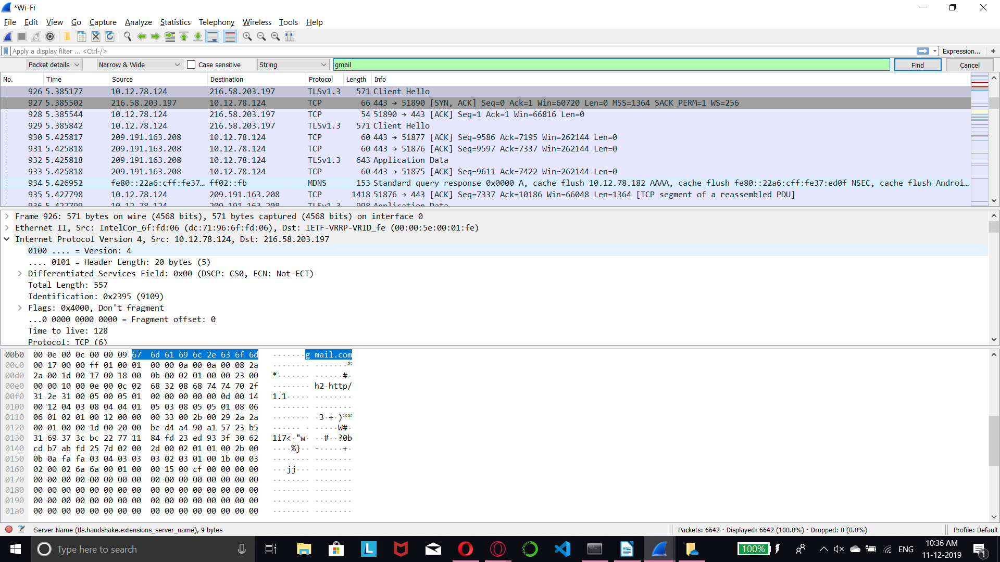 *Wi-Fi
File Edit View Go Capture Analyze Statistics Telephony Wireless Tools Help
Apply a display filter ... <Ctrl-/> Expression... +
Packet details Narrow & Wide Case sensitive String gmail Find Cancel
No. Time Source Destination Protocol Length Info
926 5.385177 10.12.78.124 216.58.203.197 TLSv1.3 571 Client Hello
927 5.385502 216.58.203.197 10.12.78.124 TCP 66 443 → 51890 [SYN, ACK] Seq=0 Ack=1 Win=60720 Len=0 MSS=1364 SACK_PERM=1 WS=256
928 5.385544 10.12.78.124 216.58.203.197 TCP 54 51890 → 443 [ACK] Seq=1 Ack=1 Win=66816 Len=0
929 5.385842 10.12.78.124 216.58.203.197 TLSv1.3 571 Client Hello
930 5.425817 209.191.163.208 10.12.78.124 TCP 60 443 → 51877 [ACK] Seq=9586 Ack=7195 Win=262144 Len=0
931 5.425818 209.191.163.208 10.12.78.124 TCP 60 443 → 51876 [ACK] Seq=9597 Ack=7337 Win=262144 Len=0
932 5.425818 209.191.163.208 10.12.78.124 TLSv1.3 643 Application Data
933 5.425818 209.191.163.208 10.12.78.124 TCP 60 443 → 51875 [ACK] Seq=9611 Ack=7422 Win=262144 Len=0
934 5.426952 fe80::22a6:cff:fe37... ff02::fb MDNS 153 Standard query response 0x0000 A, cache flush 10.12.78.182 AAAA, cache flush fe80::22a6:cff:fe37:ed0f NSEC, cache flush Androi...
935 5.427798 10.12.78.124 209.191.163.208 TCP 1418 51876 → 443 [ACK] Seq=7337 Ack=10186 Win=66048 Len=1364 [TCP segment of a reassembled PDU]
936 5.427799 10.12.78.124 209.191.163.208 TLSv1.3 998 Application Data
Frame 926: 571 bytes on wire (4568 bits), 571 bytes captured (4568 bits) on interface 0
Ethernet II, Src: IntelCor_6f:fd:06 (dc:71:96:6f:fd:06), Dst: IETF-VRRP-VRID_fe (00:00:5e:00:01:fe)
Internet Protocol Version 4, Src: 10.12.78.124, Dst: 216.58.203.197
0100 .... = Version: 4
.... 0101 = Header Length: 20 bytes (5)
Differentiated Services Field: 0x00 (DSCP: CS0, ECN: Not-ECT)
Total Length: 557
Identification: 0x2395 (9109)
Flags: 0x4000, Don't fragment
...0 0000 0000 0000 = Fragment offset: 0
Time to live: 128
Protocol: TCP (6)
00b0 00 0e 00 0c 00 00 09 67 6d 61 69 6c 2e 63 6f 6d ·······g mail.com
00c0 00 17 00 00 ff 01 00 01 00 00 0a 00 0a 00 08 2a ········ ·······*
00d0 2a 00 1d 00 17 00 18 00 0b 00 02 01 00 00 23 00 *······· ······#·
00e0 00 00 10 00 0e 00 0c 02 68 32 08 68 74 74 70 2f ········ h2·http/
00f0 31 2e 31 00 05 00 05 01 00 00 00 00 00 0d 00 14 1.1····· ········
0100 00 12 04 03 08 04 04 01 05 03 08 05 05 01 08 06 ········ ········
0110 06 01 02 01 00 12 00 00 00 33 00 2b 00 29 2a 2a ········ ·3·+·)**
0120 00 01 00 00 1d 00 20 00 be d4 a4 90 a1 57 23 b5 ······ · ·····W#·
0130 31 69 37 3c bc 22 77 11 84 fd 23 ed 93 3f 30 62 1i7<·"w· ··#··?0b
0140 cd b7 ab fd 25 7d 02 00 2d 00 02 01 01 00 2b 00 ····%}·· -·····+·
0150 0b 0a fa fa 03 04 03 03 03 02 03 01 00 1b 00 03 ········ ········
0160 02 00 02 6a 6a 00 01 00 00 15 00 cf 00 00 00 00 ···jj··· ········
0170 00 00 00 00 00 00 00 00 00 00 00 00 00 00 00 00 ········ ········
0180 00 00 00 00 00 00 00 00 00 00 00 00 00 00 00 00 ········ ········
0190 00 00 00 00 00 00 00 00 00 00 00 00 00 00 00 00 ········ ········
01a0 00 00 00 00 00 00 00 00 00 00 00 00 00 00 00 00 ········ ········
Server Name (tls.handshake.extensions_server_name), 9 bytes Packets: 6642 · Displayed: 6642 (100.0%) · Dropped: 0 (0.0%) Profile: Default
Type here to search L 100% ENG 10:36 AM
11-12-2019 1